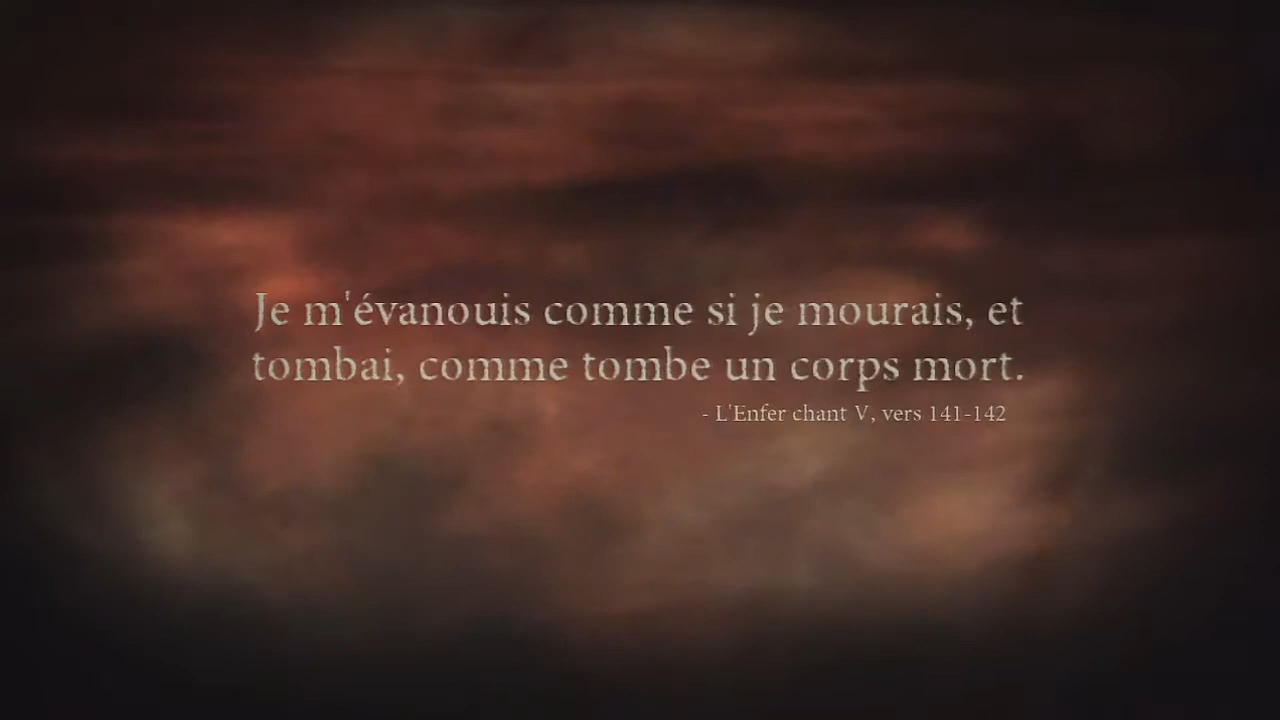 Je m'évanouis comme si je mourais, et
tombai, comme tombe un corps mort.
- L'Enfer chant V, vers 141-142